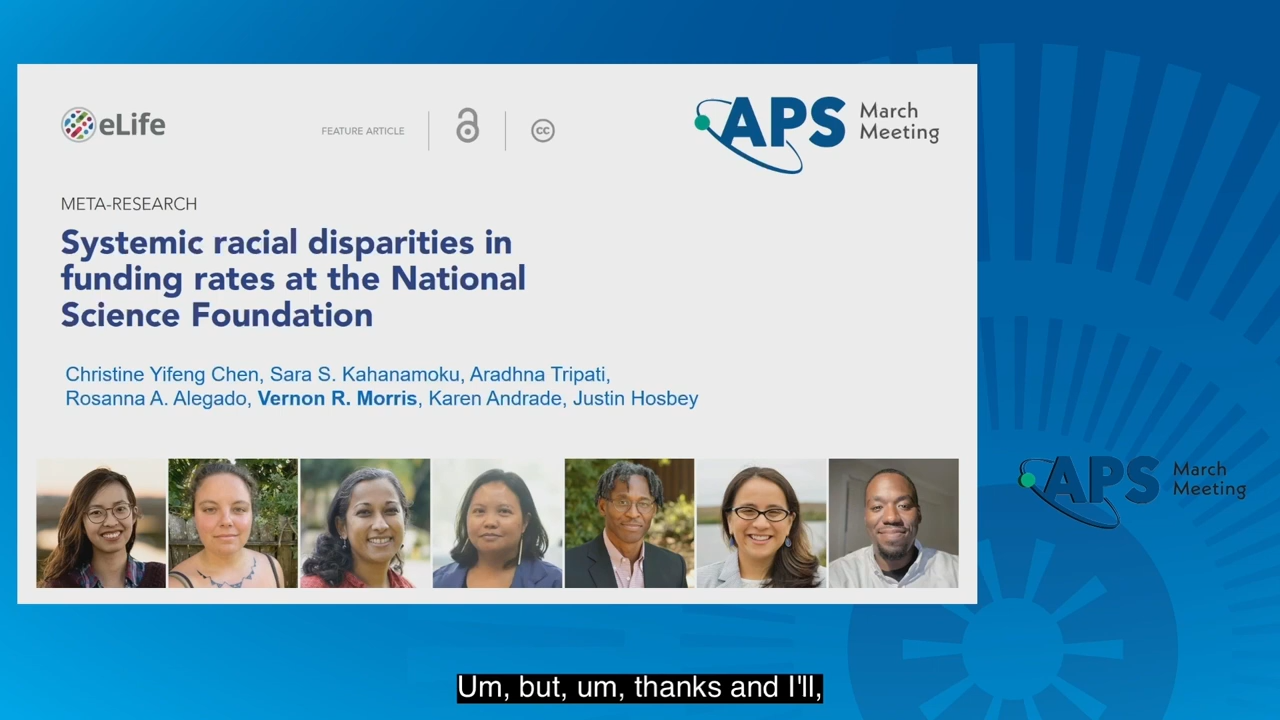 eLife
FEATURE ARTICLE
cc
APS March Meeting
META-RESEARCH
Systemic racial disparities in
funding rates at the National
Science Foundation
Christine Yifeng Chen, Sara S. Kahanamoku, Aradhna Tripati,
Rosanna A. Alegado, Vernon R. Morris, Karen Andrade, Justin Hosbey
APS March Meeting
Um, but, um, thanks and I'll,